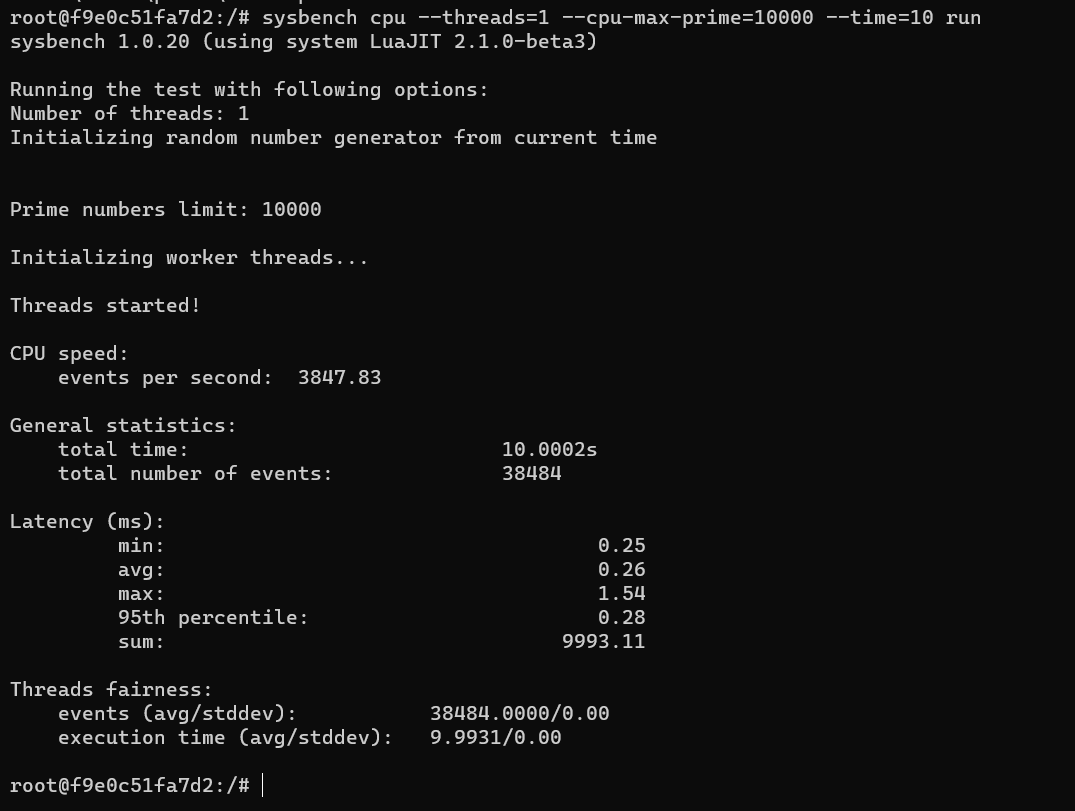 root@f9e0c51fa7d2:/# sysbench cpu --threads=1 --cpu-max-prime=10000 --time=10 run
sysbench 1.0.20 (using system LuaJIT 2.1.0-beta3)

Running the test with following options:
Number of threads: 1
Initializing random number generator from current time


Prime numbers limit: 10000

Initializing worker threads...

Threads started!

CPU speed:
    events per second:  3847.83

General statistics:
    total time:                          10.0002s
    total number of events:              38484

Latency (ms):
         min:                                    0.25
         avg:                                    0.26
         max:                                    1.54
         95th percentile:                        0.28
         sum:                                 9993.11

Threads fairness:
    events (avg/stddev):           38484.0000/0.00
    execution time (avg/stddev):   9.9931/0.00

root@f9e0c51fa7d2:/#